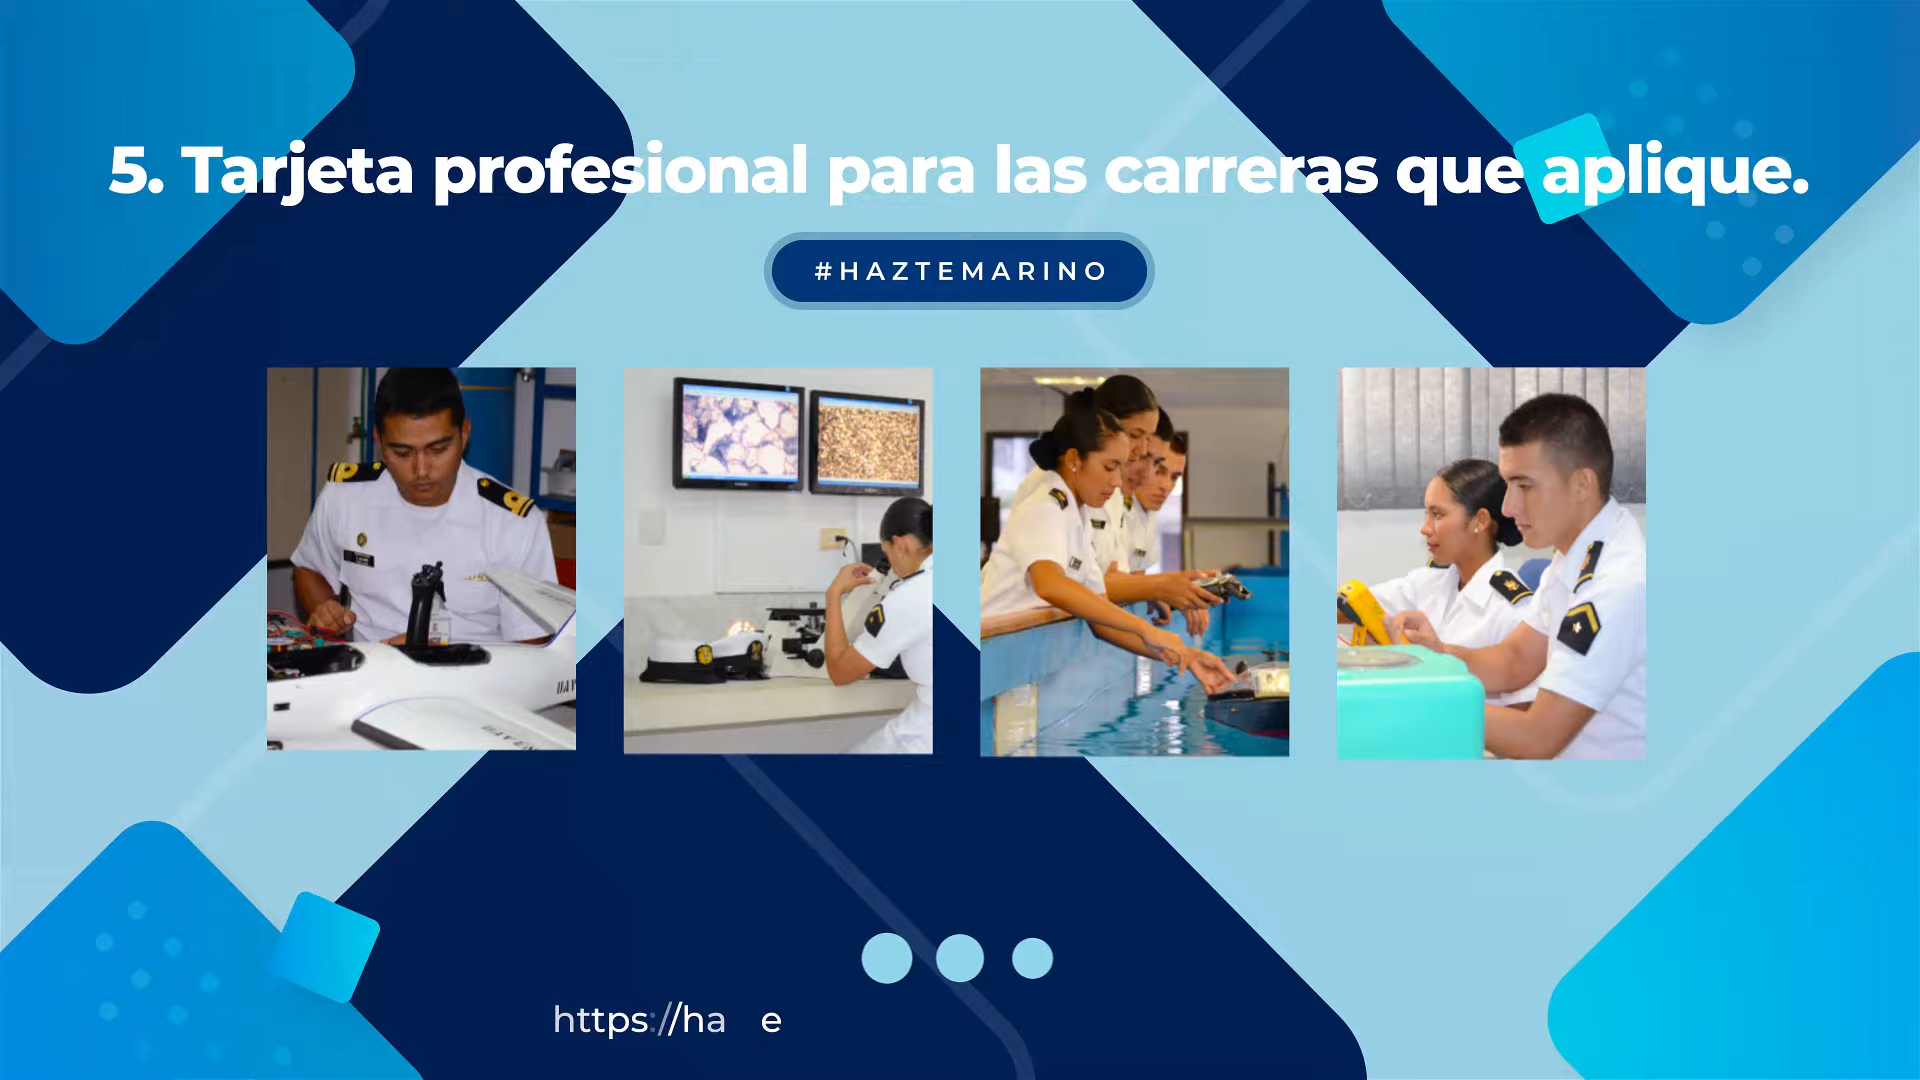 5. Tarjeta profesional para las carreras que aplique.
#HAZTEMARINO
https://ha e